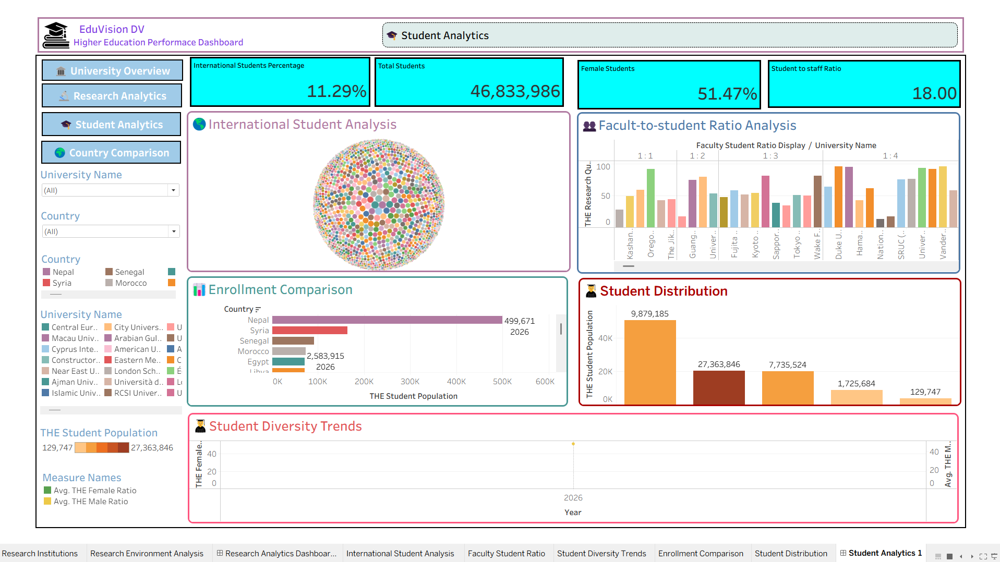 EduVision DV
Higher Education Performace Dashboard
Student Analytics
University Overview
Research Analytics
Student Analytics
Country Comparison
International Students Percentage
11.29%
Total Students
46,833,986
Female Students
51.47%
Student to staff Ratio
18.00
University Name
(All)
Country
(All)
Country
Nepal
Senegal
Syria
Morocco
University Name
Central Eur..
City Univers..
U
Macau Univ..
Arabian Gul..
U
Cyprus Inte..
American U..
A
Constructor..
Eastern Me..
C
Near East U..
London Sch..
É
Ajman Univ..
Università d..
Lo
Islamic Univ..
RCSI Univer..
U
THE Student Population
129,747
27,363,846
Measure Names
Avg. THE Female Ratio
Avg. THE Male Ratio
International Student Analysis
Facult-to-student Ratio Analysis
Faculty Student Ratio Display / University Name
1 : 1
1 : 2
1 : 3
1 : 4
THE Research Qu..
100
50
0
Kashan..
Orego..
The Jik..
Guang..
Univer..
Fujita ..
Kyoto ..
Sappor..
Tokyo ..
Wake F..
Duke U..
Hama..
Nation..
SRUC (..
Univer..
Vander..
Enrollment Comparison
Country
Nepal
Syria
Senegal
Morocco
Egypt
Libya
499,671
2026
2,583,915
2026
0K
100K
200K
300K
400K
500K
600K
THE Student Population
Student Distribution
THE Student Population
40K
20K
0K
9,879,185
27,363,846
7,735,524
1,725,684
129,747
Student Diversity Trends
THE Female..
40
20
0
40
20
0
Avg. THE M..
2026
Year
Research Institutions
Research Environment Analysis
Research Analytics Dashboar...
International Student Analysis
Faculty Student Ratio
Student Diversity Trends
Enrollment Comparison
Student Distribution
Student Analytics 1